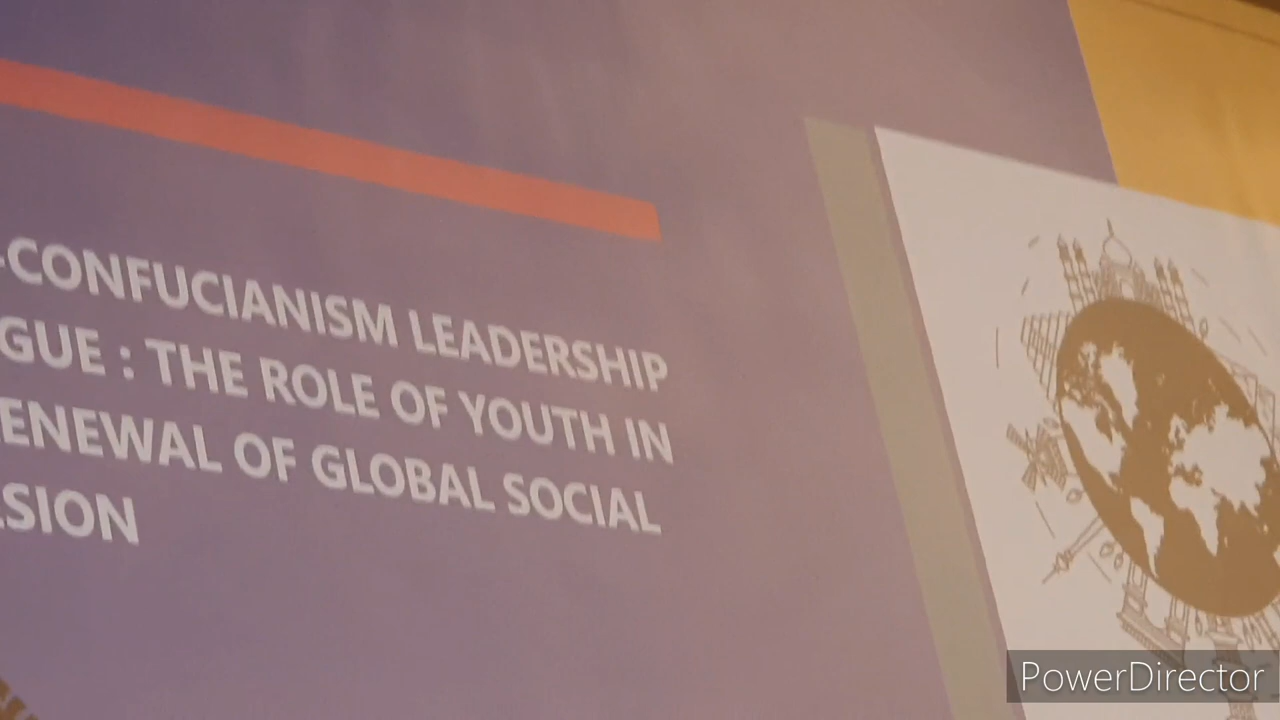 -CONFUCIANISM LEADERSHIP
GUE : THE ROLE OF YOUTH IN
ENEWAL OF GLOBAL SOCIAL
SION
PowerDirector